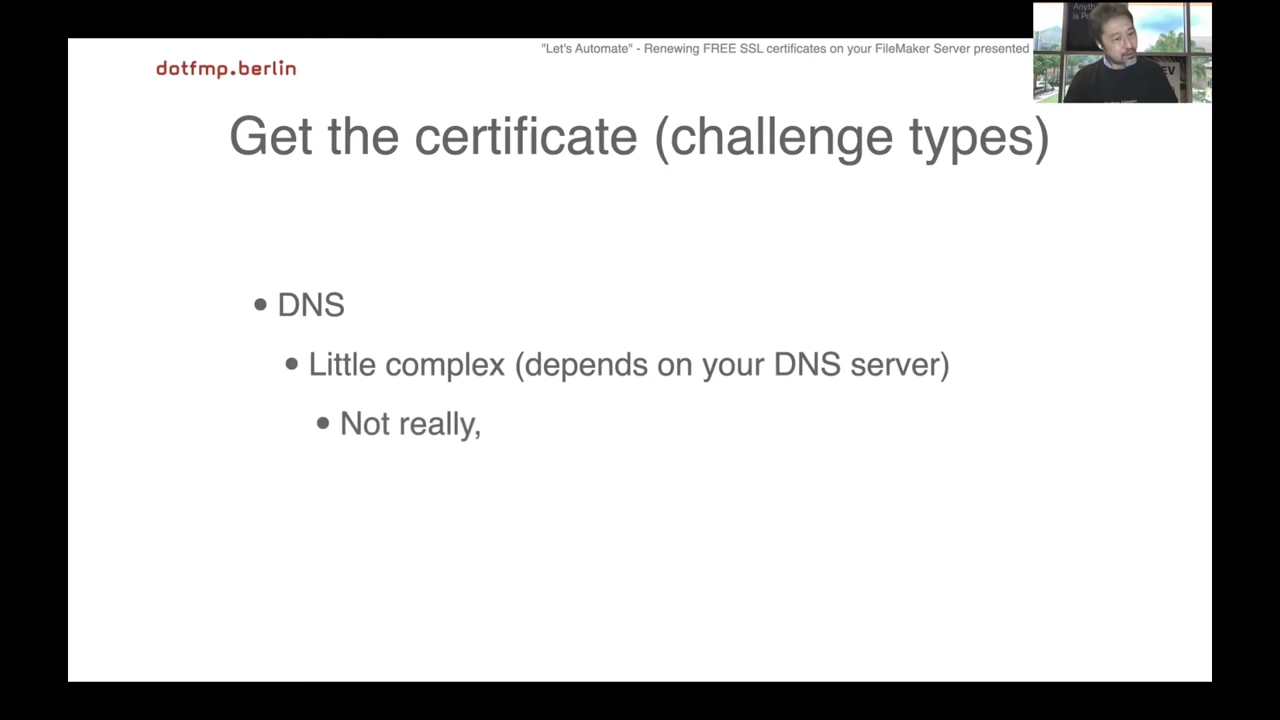 "Let's Automate" - Renewing FREE SSL certificates on your FileMaker Server presented
dotfmp.berlin
Get the certificate (challenge types)
• DNS
• Little complex (depends on your DNS server)
• Not really,